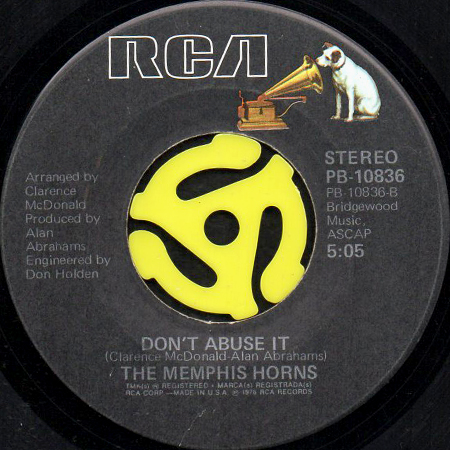 RCA
STEREO
PB-10836
PB-10836-B
Bridgewood
Music,
ASCAP
5:05
Arranged by
Clarence
McDonald
Produced by
Alan
Abrahams
Engineered by
Don Holden
DON'T ABUSE IT
(Clarence McDonald-Alan Abrahams)
THE MEMPHIS HORNS
TMK(s) ® REGISTERED • MARCA(s) REGISTRADA(s)
RCA CORP.—MADE IN U.S.A. ℗ 1976 RCA RECORDS